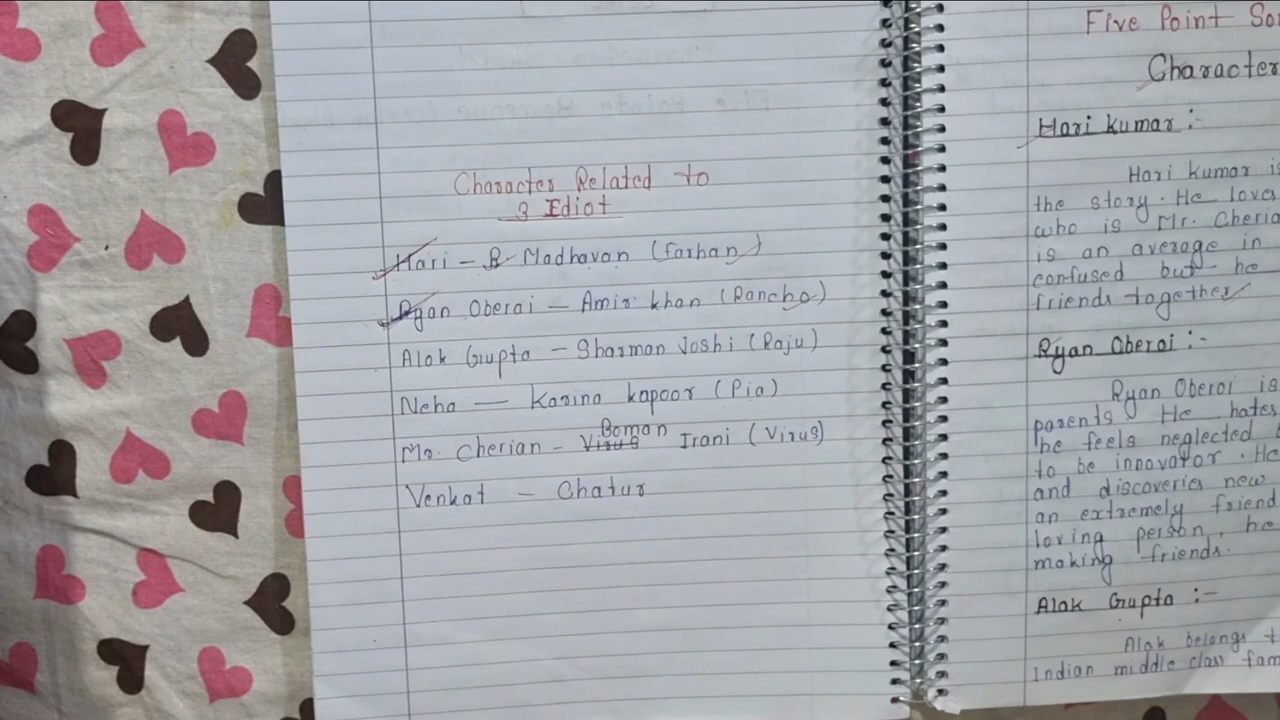 Character Related to
3 Idiot
Hari - R Madhavan (Farhan)
Ryan Oberai - Amir khan (Rancho)
Alok Gupta - Sharman Joshi (Raju)
Neha - Karina kapoor (Pia)
Mr. Cherian - Virus Boman Irani (Virus)
Venkat - Chatur
Five Point So
Character
Hari kumar :-
Hari kumar is
the story. He loves
who is Mr. Cheria
is an average in
confused but he
friends together
Ryan Oberoi :-
Ryan Oberoi is
parents. He hates
he feels neglected
to be innovator. He
and discoveries new
an extremely friend
loving person, he
making friends.
Alok Gupta :-
Alok belongs t
Indian middle class fam